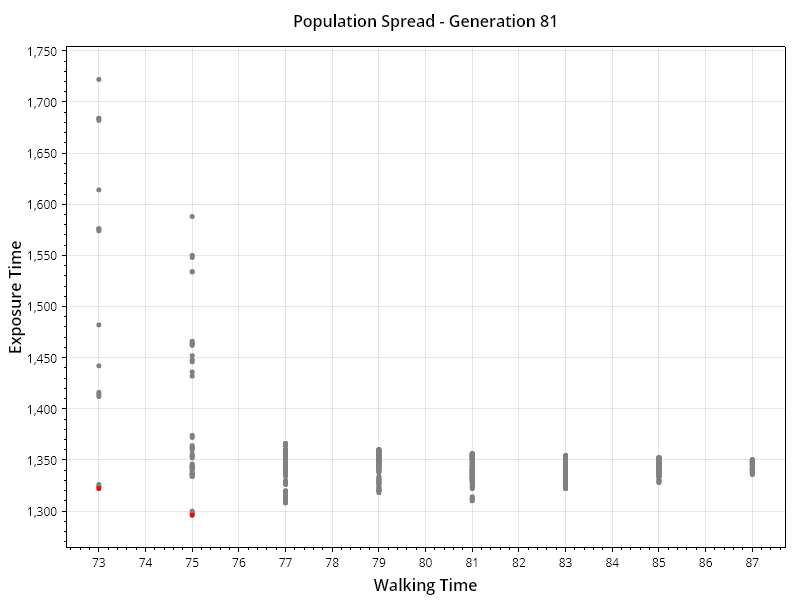 Population Spread - Generation 81
Exposure Time
1,750
1,700
1,650
1,600
1,550
1,500
1,450
1,400
1,350
1,300
73 74 75 76 77 78 79 80 81 82 83 84 85 86 87
Walking Time